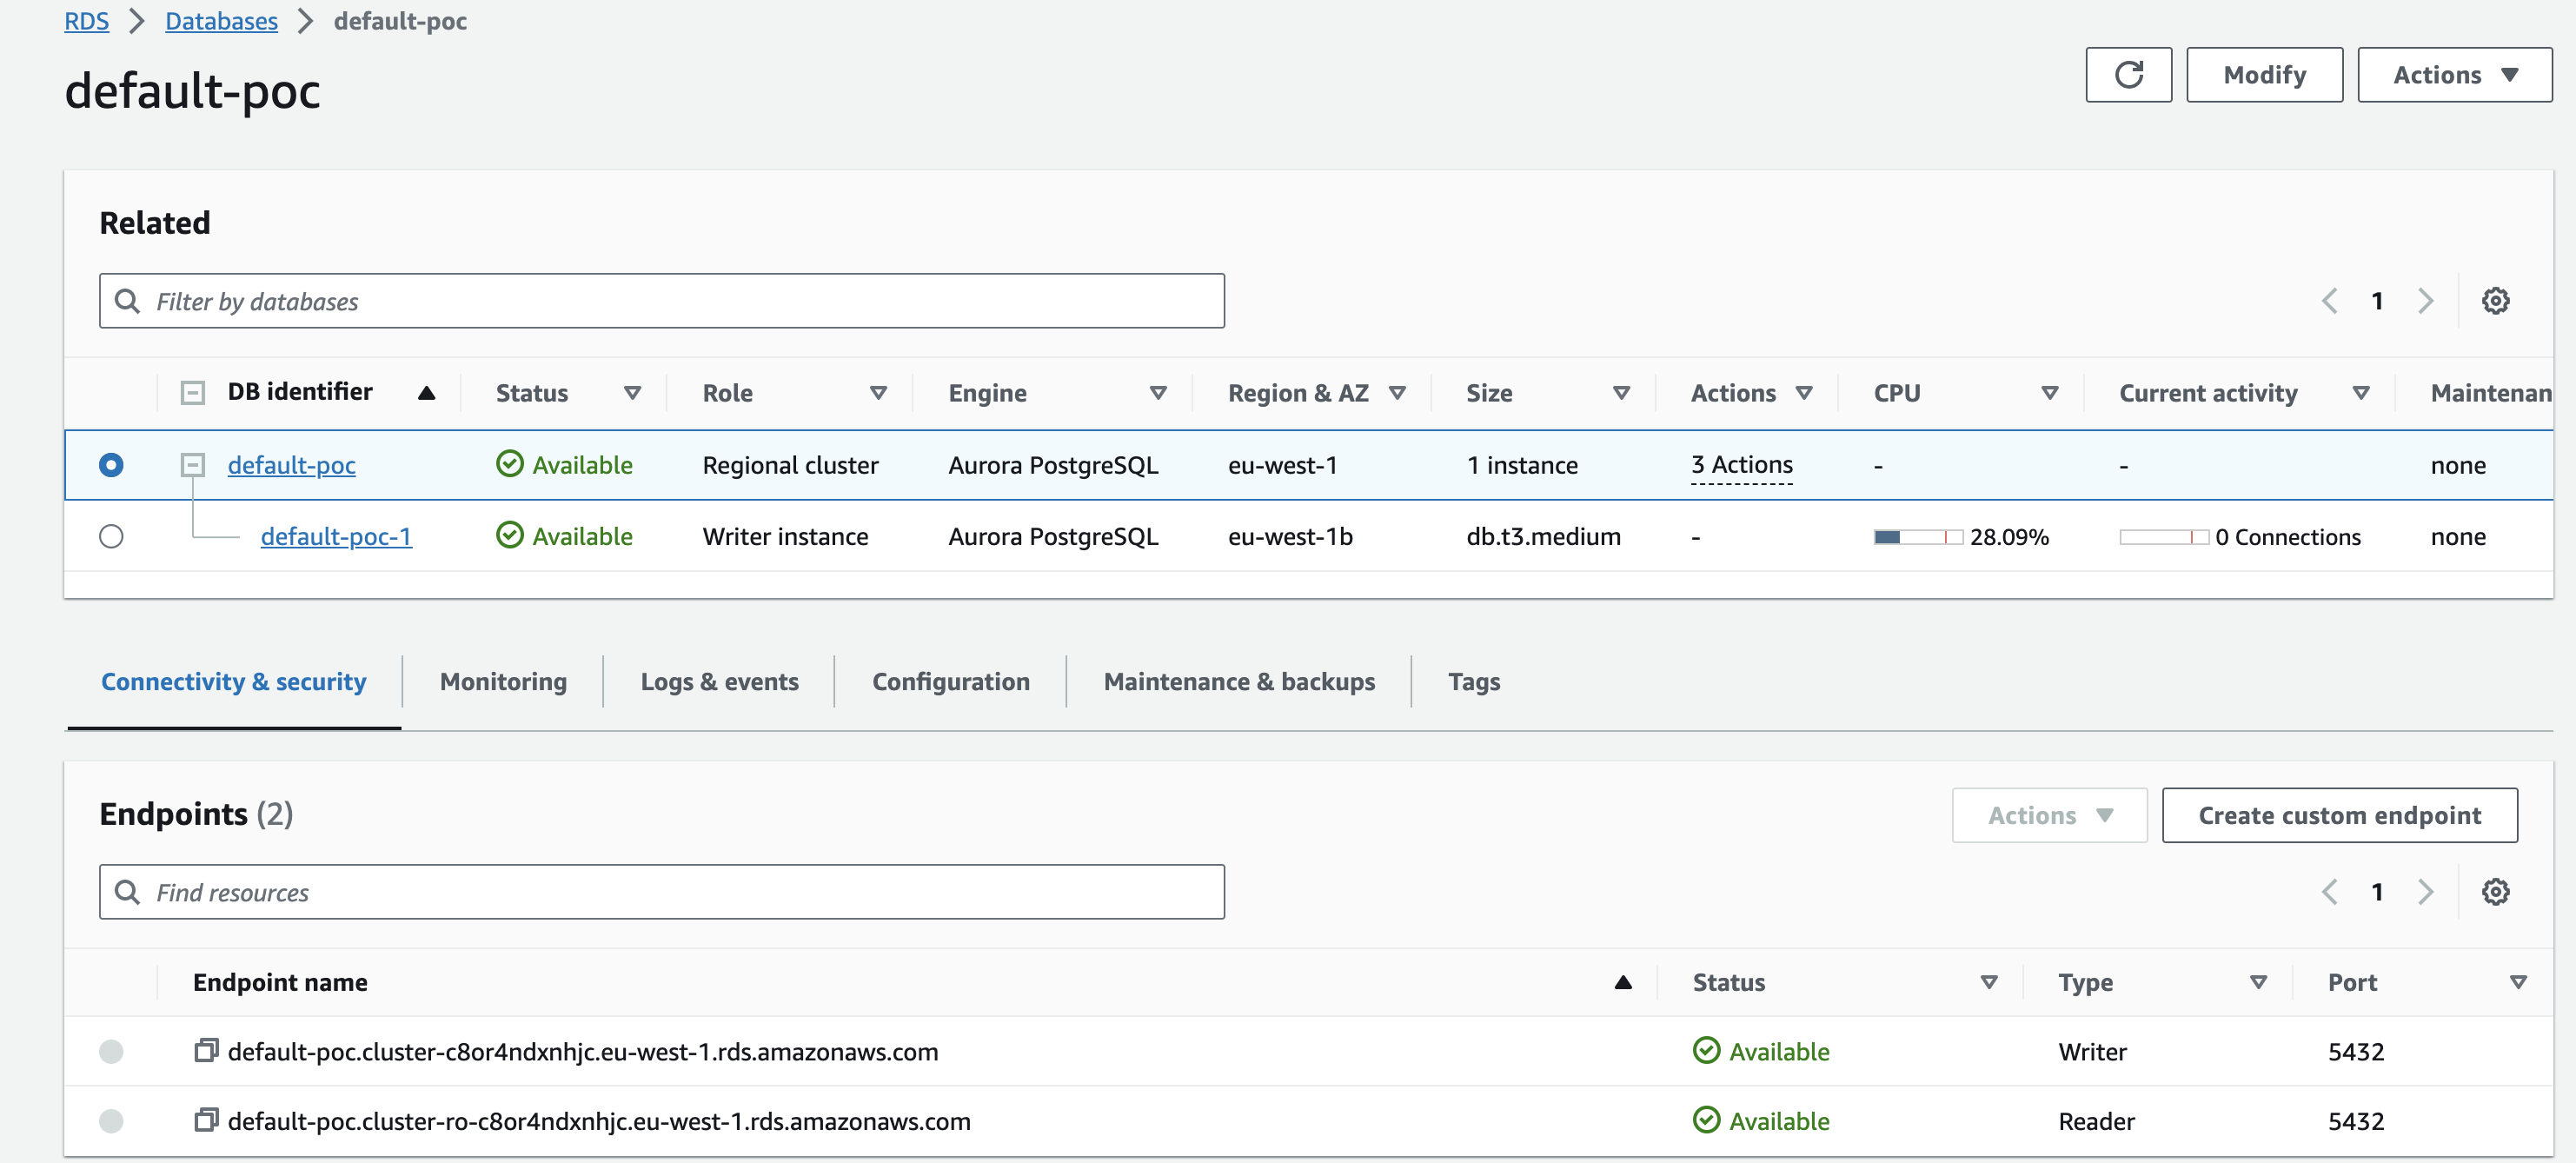 RDS > Databases > default-poc
default-poc
Modify
Actions
Related
Filter by databases
1
DB identifier Status Role Engine Region & AZ Size Actions CPU Current activity Maintenan
default-poc Available Regional cluster Aurora PostgreSQL eu-west-1 1 instance 3 Actions - - none
default-poc-1 Available Writer instance Aurora PostgreSQL eu-west-1b db.t3.medium - 28.09% 0 Connections none
Connectivity & security Monitoring Logs & events Configuration Maintenance & backups Tags
Endpoints (2)
Actions
Create custom endpoint
Find resources
1
Endpoint name Status Type Port
default-poc.cluster-c8or4ndxnhjc.eu-west-1.rds.amazonaws.com Available Writer 5432
default-poc.cluster-ro-c8or4ndxnhjc.eu-west-1.rds.amazonaws.com Available Reader 5432